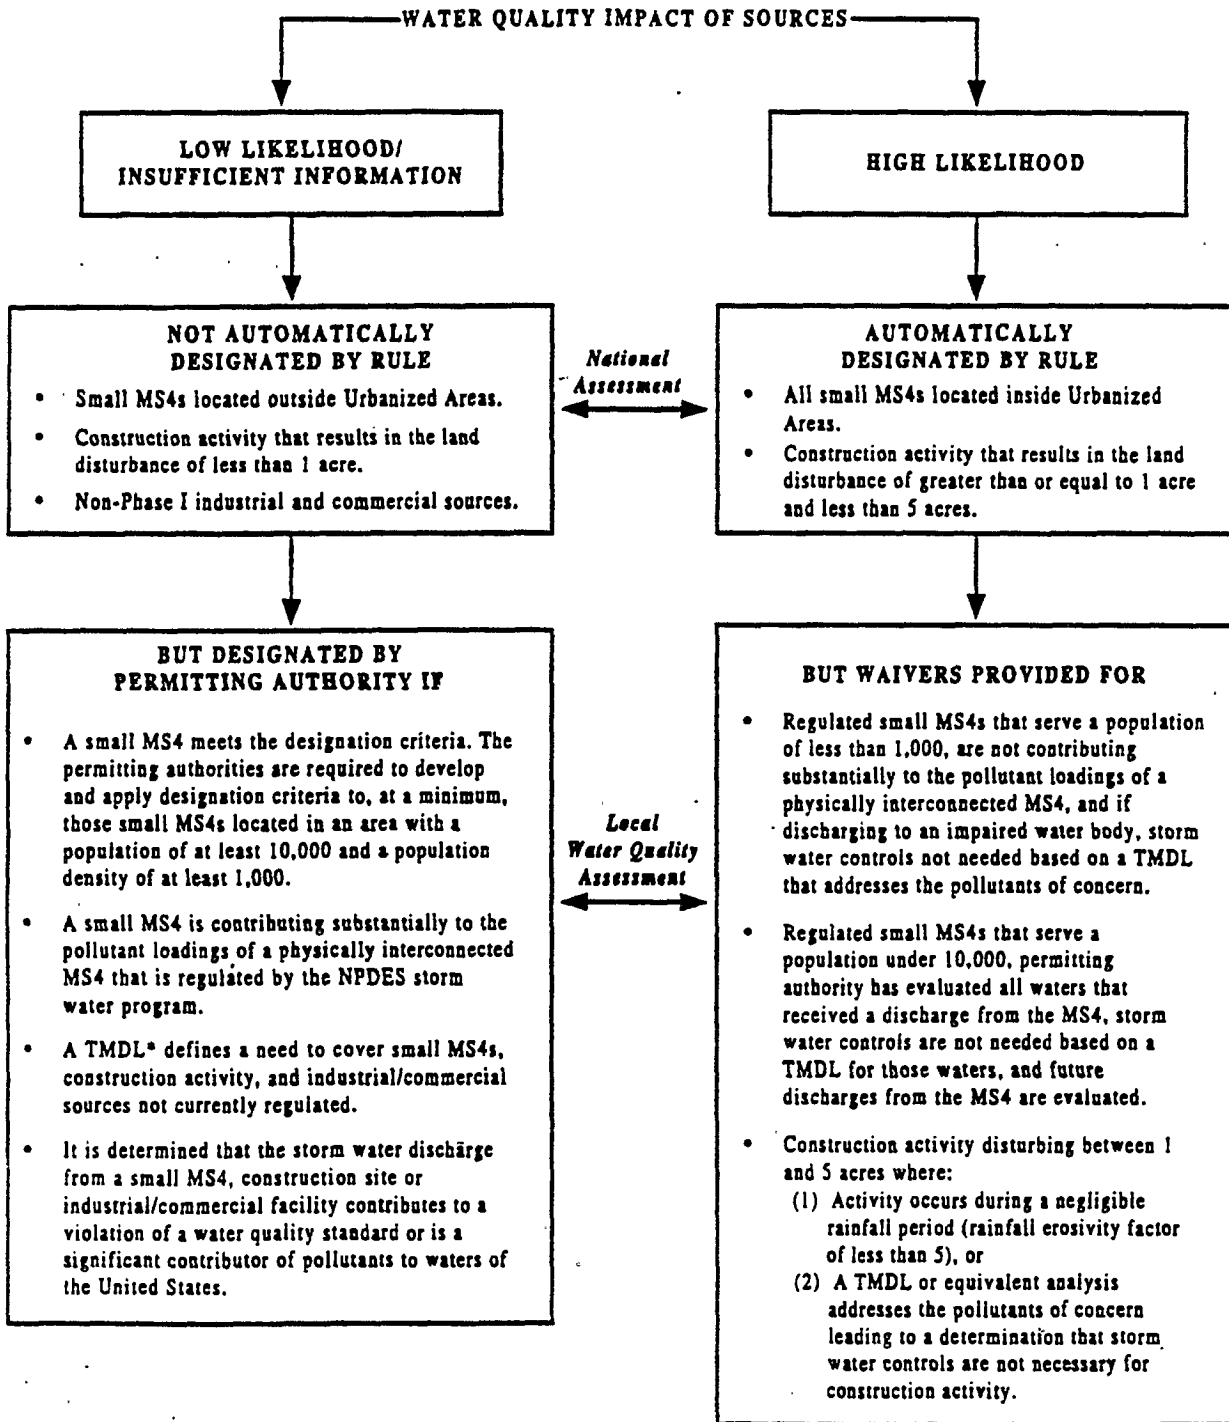 WATER QUALITY IMPACT OF SOURCES
LOW LIKELIHOOD/
INSUFFICIENT INFORMATION
HIGH LIKELIHOOD
NOT AUTOMATICALLY
DESIGNATED BY RULE
• Small MS4s located outside Urbanized Areas.
• Construction activity that results in the land
disturbance of less than 1 acre.
• Non-Phase I industrial and commercial sources.
National
Assessment
AUTOMATICALLY
DESIGNATED BY RULE
• All small MS4s located inside Urbanized
Areas.
• Construction activity that results in the land
disturbance of greater than or equal to 1 acre
and less than 5 acres.
BUT DESIGNATED BY
PERMITTING AUTHORITY IF
• A small MS4 meets the designation criteria. The
permitting authorities are required to develop
and apply designation criteria to, at a minimum,
those small MS4s located in an area with a
population of at least 10,000 and a population
density of at least 1,000.
• A small MS4 is contributing substantially to the
pollutant loadings of a physically interconnected
MS4 that is regulated by the NPDES storm
water program.
• A TMDL* defines a need to cover small MS4s,
construction activity, and industrial/commercial
sources not currently regulated.
• It is determined that the storm water discharge
from a small MS4, construction site or
industrial/commercial facility contributes to a
violation of a water quality standard or is a
significant contributor of pollutants to waters of
the United States.
Local
Water Quality
Assessment
BUT WAIVERS PROVIDED FOR
• Regulated small MS4s that serve a population
of less than 1,000, are not contributing
substantially to the pollutant loadings of a
physically interconnected MS4, and if
discharging to an impaired water body, storm
water controls not needed based on a TMDL
that addresses the pollutants of concern.
• Regulated small MS4s that serve a
population under 10,000, permitting
authority has evaluated all waters that
received a discharge from the MS4, storm
water controls are not needed based on a
TMDL for those waters, and future
discharges from the MS4 are evaluated.
• Construction activity disturbing between 1
and 5 acres where:
(1) Activity occurs during a negligible
rainfall period (rainfall erosivity factor
of less than 5), or
(2) A TMDL or equivalent analysis
addresses the pollutants of concern
leading to a determination that storm
water controls are not necessary for
construction activity.